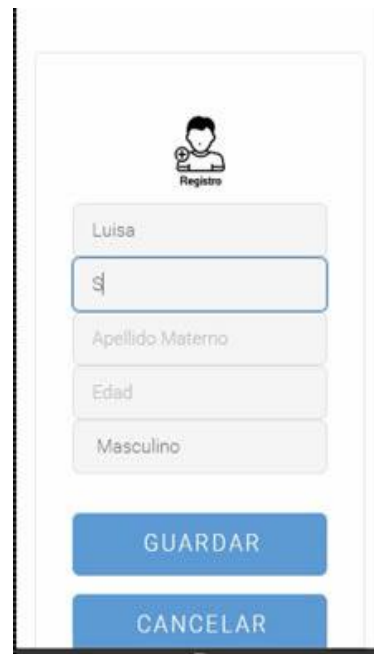 Registro
Luisa
S
Apellido Materno
Edad
Masculino
GUARDAR
CANCELAR